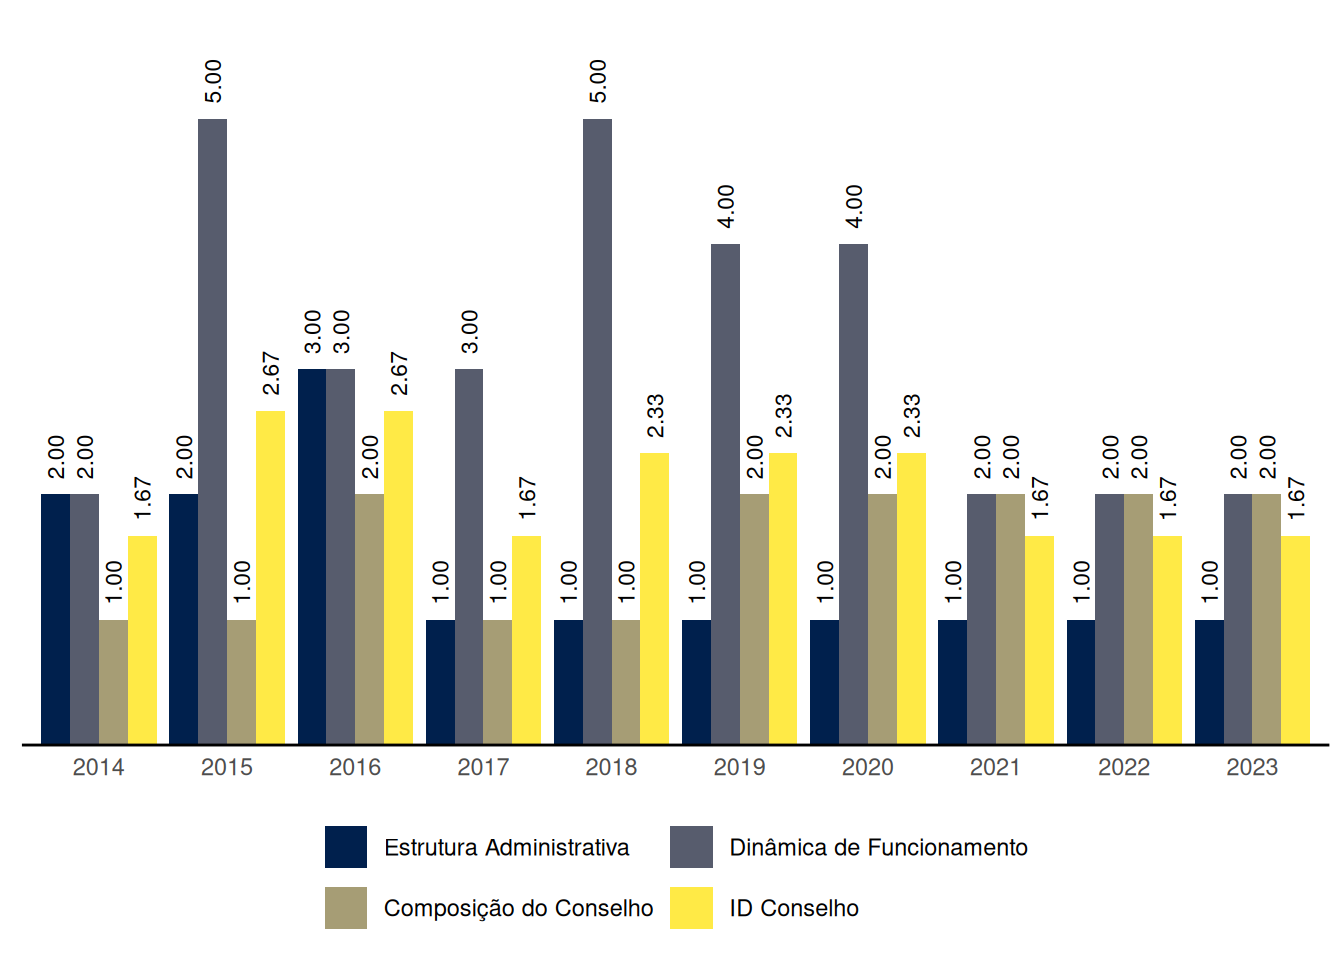 5.00 5.00
4.00 4.00
3.00 3.00 3.00
2.67 2.67
2.33 2.33 2.33
2.00 2.00 2.00 2.00 2.00 2.00 2.00 2.00 2.00 2.00 2.00 2.00
1.67 1.67 1.67 1.67 1.67
1.00 1.00 1.00 1.00 1.00 1.00 1.00 1.00 1.00 1.00 1.00
2014 2015 2016 2017 2018 2019 2020 2021 2022 2023
Estrutura Administrativa Dinâmica de Funcionamento
Composição do Conselho ID Conselho